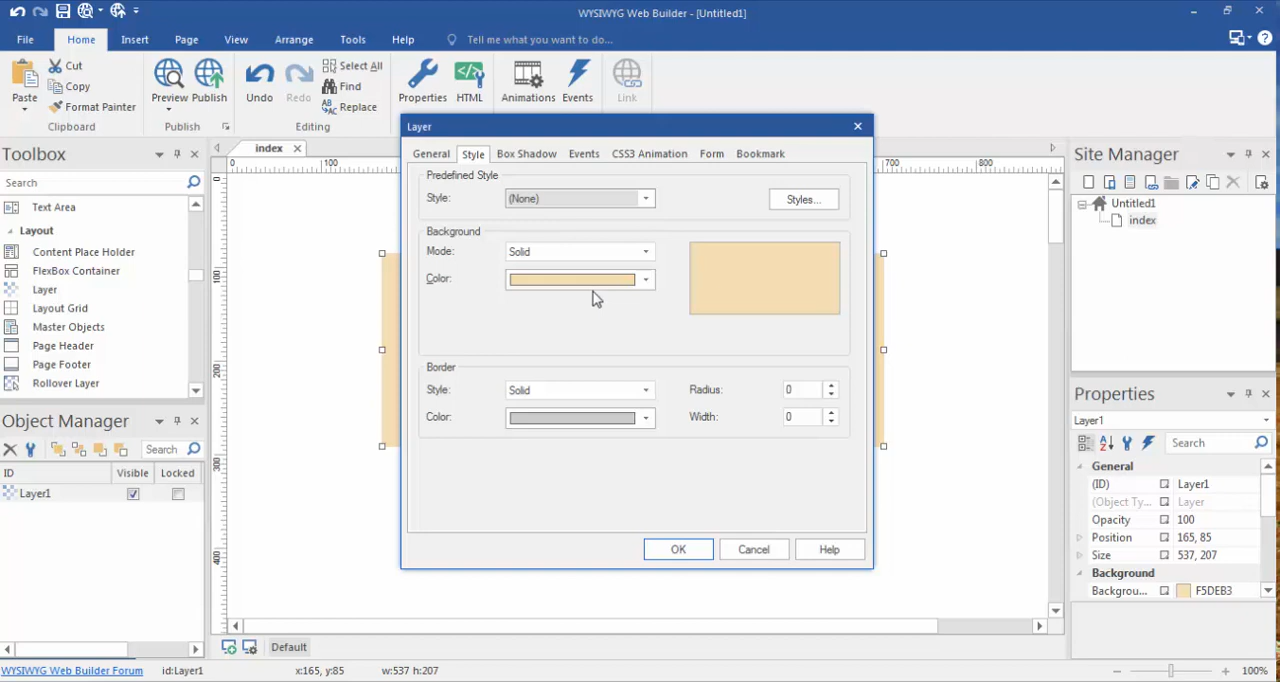 WYSIWYG Web Builder - [Untitled1]
File Home Insert Page View Arrange Tools Help Tell me what you want to do...
Paste
Cut
Copy
Format Painter
Clipboard
Preview Publish
Publish
Undo Redo
Select All
Find
Replace
Editing
Properties HTML
Animations Events
Link
Toolbox
Search
Text Area
Layout
Content Place Holder
FlexBox Container
Layer
Layout Grid
Master Objects
Page Header
Page Footer
Rollover Layer
Object Manager
Search
ID Visible Locked
Layer1
index
0 100 700 800
0
100
200
300
400
Layer
General Style Box Shadow Events CSS3 Animation Form Bookmark
Predefined Style
Style: (None) Styles...
Background
Mode: Solid
Color:
Border
Style: Solid Radius: 0
Color: Width: 0
OK Cancel Help
Default
Site Manager
Untitled1
index
Properties
Layer1
Search
General
(ID) Layer1
(Object Ty... Layer
Opacity 100
Position 165, 85
Size 537, 207
Background
Backgrou... F5DEB3
WYSIWYG Web Builder Forum id:Layer1 x:165, y:85 w:537 h:207 100%